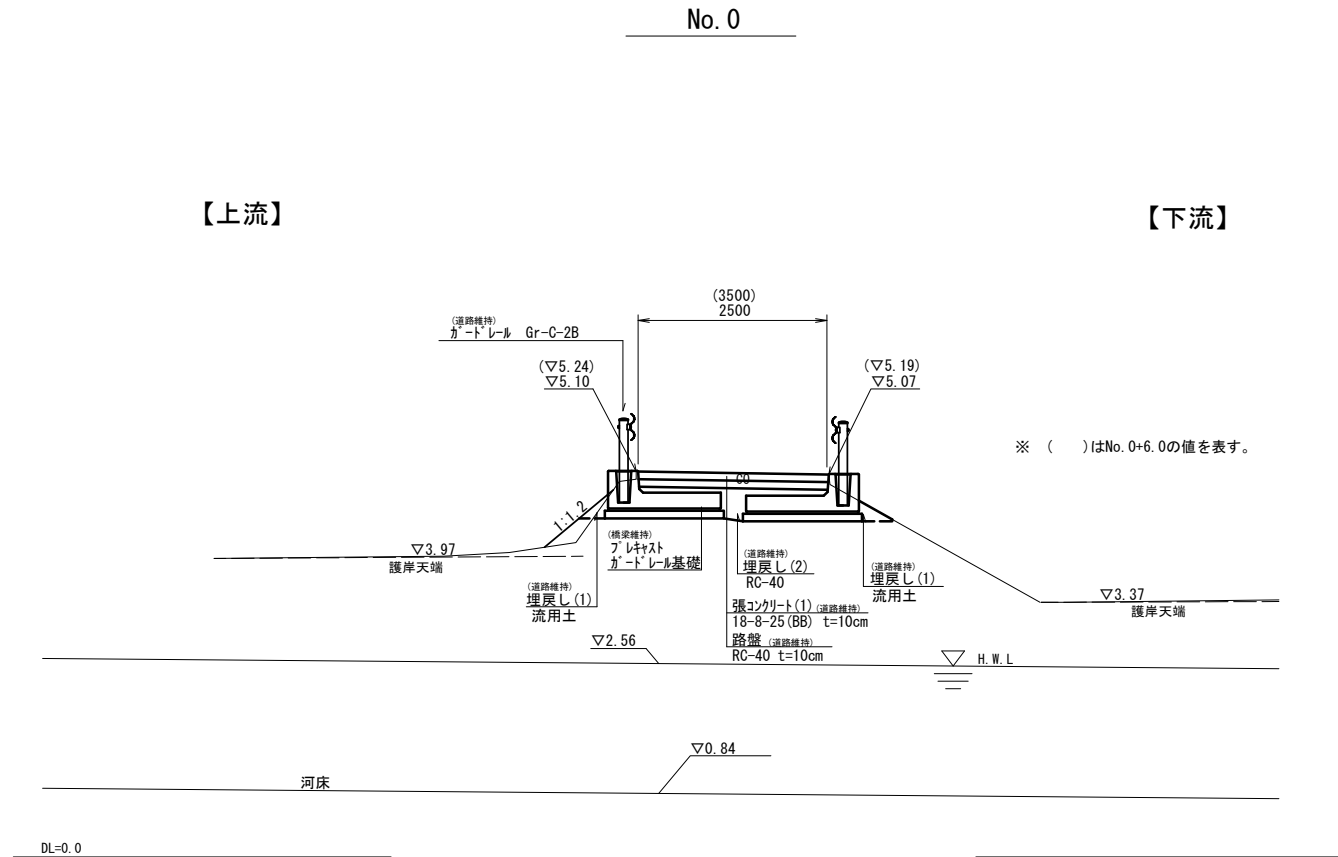 No.0
【上流】
【下流】
(3500)
2500
(道路維持)
ｶﾞｰﾄﾞﾚｰﾙ Gr-C-2B
(▽5.24)
▽5.10
(▽5.19)
▽5.07
※ (　　)はNo.0+6.0の値を表す。
CO
1:1.2
▽3.97
護岸天端
(橋梁維持)
ﾌﾟﾚｷｬｽﾄ
ｶﾞｰﾄﾞﾚｰﾙ基礎
(道路維持)
埋戻し(2)
RC-40
(道路維持)
埋戻し(1)
流用土
(道路維持)
埋戻し(1)
流用土
張ｺﾝｸﾘｰﾄ(1) (道路維持)
18-8-25(BB) t=10cm
路盤 (道路維持)
RC-40 t=10cm
▽3.37
護岸天端
▽2.56
H.W.L
▽0.84
河床
DL=0.0